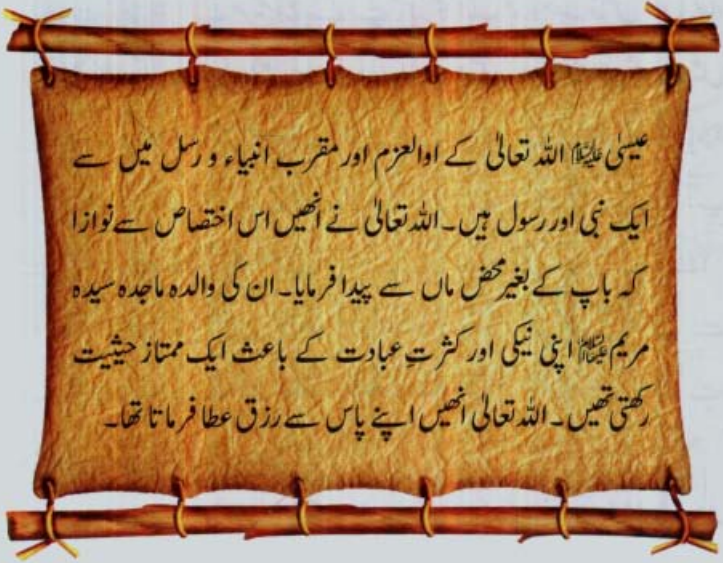 عیسیٰ علیہ السلام اللہ تعالیٰ کے اوالعزم اور مقرب انبیاء و رسل میں سے
ایک نبی اور رسول ہیں۔ اللہ تعالیٰ نے انھیں اس اختصاص سے نوازا
کہ باپ کے بغیر محض ماں سے پیدا فرمایا۔ ان کی والدہ ماجدہ سیدہ
مریم علیہا السلام اپنی نیکی اور کثرتِ عبادت کے باعث ایک ممتاز حیثیت
رکھتی تھیں۔ اللہ تعالیٰ انھیں اپنے پاس سے رزق عطا فرماتا تھا۔